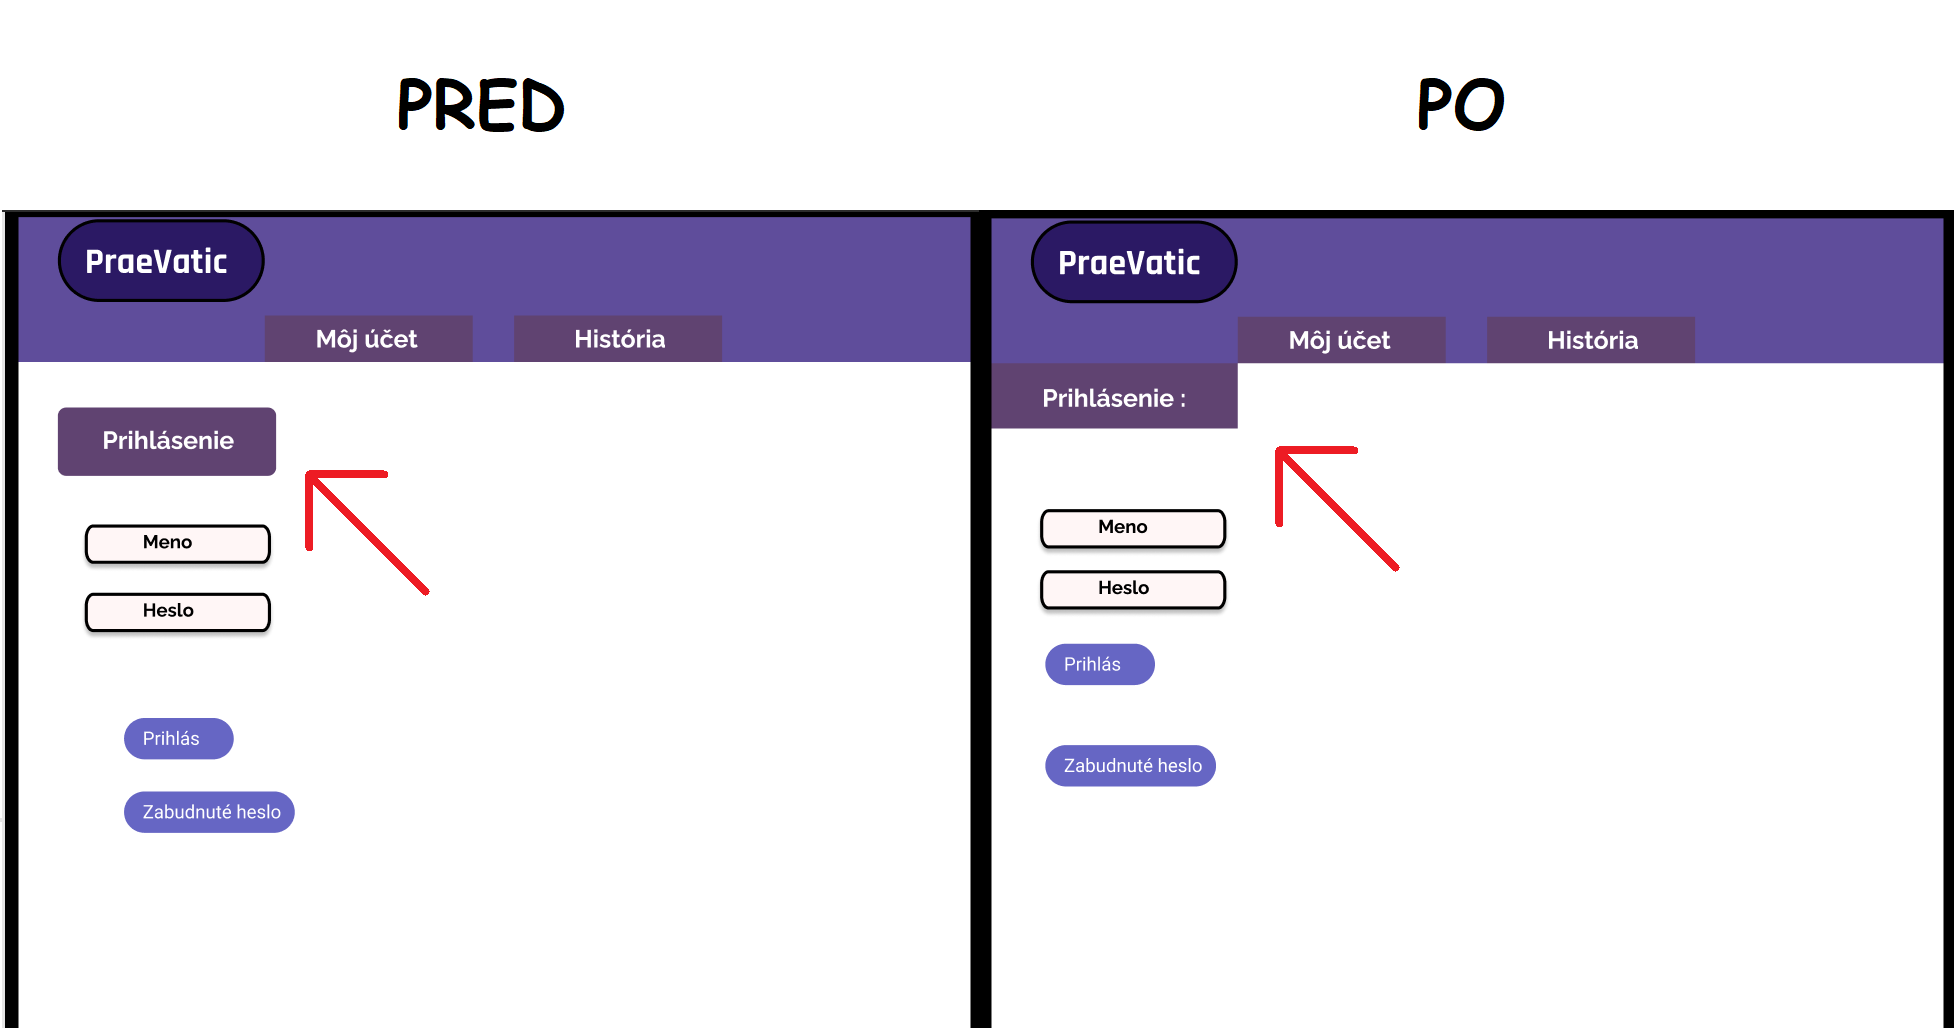 PRED
PO
PraeVatic
Môj účet
História
Prihlásenie
Meno
Heslo
Prihlás
Zabudnuté heslo
PraeVatic
Môj účet
História
Prihlásenie :
Meno
Heslo
Prihlás
Zabudnuté heslo